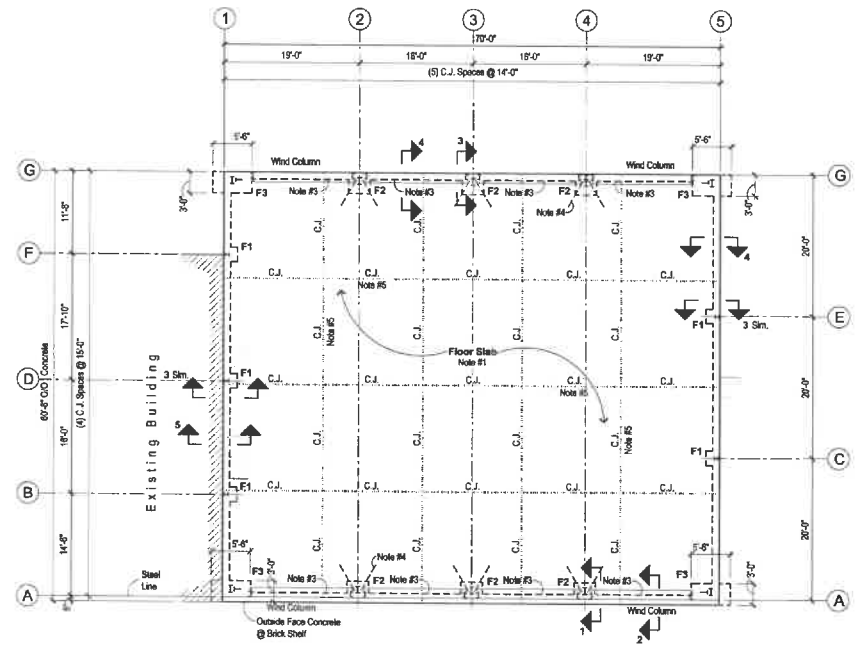 1 2 3 4 5
70'-0"
19'-0" 16'-0" 16'-0" 19'-0"
(5) C.J. Spaces @ 14'-0"
5'-6" 5'-6"
Wind Column 4 3 Wind Column
G G
F3 Note #3 F2 Note #3 F2 Note #3 F2 Note #3 F3
3'-0" 3'-0"
Note #4
11'-8"
C.J. C.J. C.J. C.J.
20'-0"
F F1 4
C.J. C.J. C.J. C.J. C.J.
Note #5
17'-10"
Note #5
C.J. C.J. C.J. C.J.
F1 3 Sim. E
Floor Slab
Note #1
60'-8" O/O Concrete
(4) C.J. Spaces @ 15'-0"
Existing Building
D 3 Sim. F1
C.J. C.J. C.J. C.J. C.J.
Note #5
20'-0"
5
16'-0"
C.J. C.J. C.J. C.J.
Note #5
F1 C
B F1
C.J. C.J. C.J. C.J. C.J.
14'-6"
20'-0"
C.J. C.J. C.J. C.J.
5'-6" 5'-6"
Note #4
Steel
Line
F3 3'-0" Note #3 F2 Note #3 F2 Note #3 F2 Note #3 F3 3'-0"
A A
Wind Column Wind Column
Outside Face Concrete
@ Brick Shelf
1 2